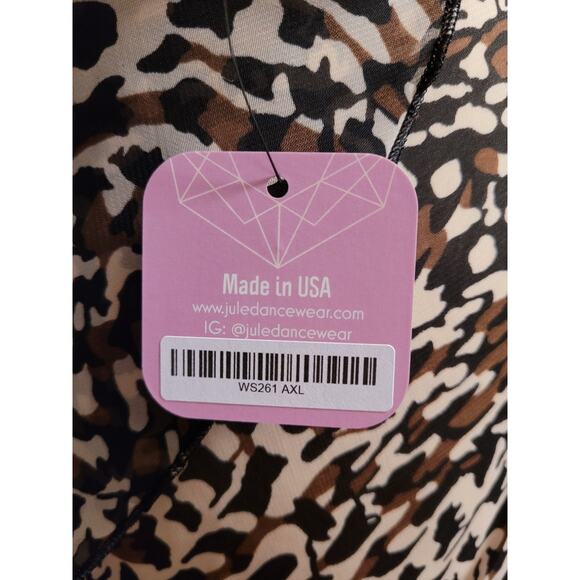 Made in USA
www.juledancewear.com
IG: @juledancewear
WS261 AXL